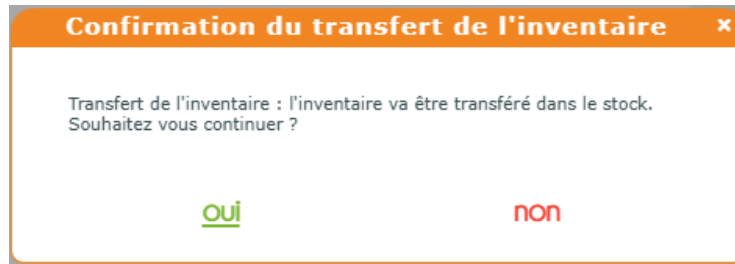 Confirmation du transfert de l'inventaire ×
Transfert de l'inventaire : l'inventaire va être transféré dans le stock.
Souhaitez vous continuer ?
oui non